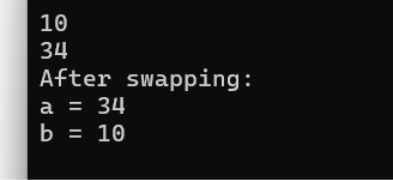 10
34
After swapping:
a = 34
b = 10